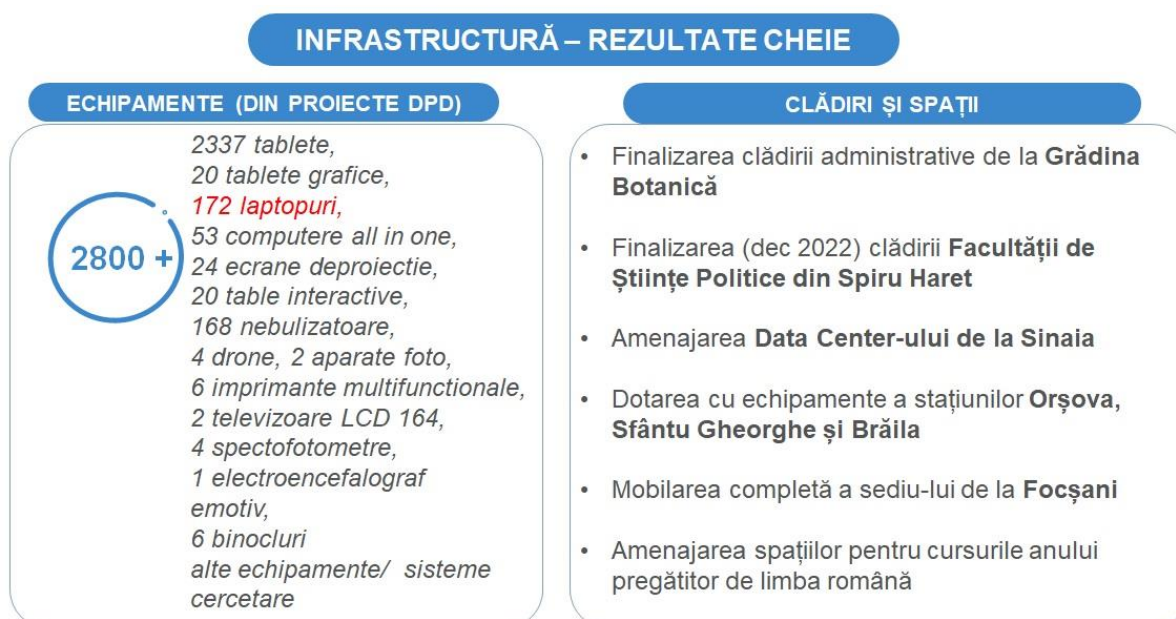 INFRASTRUCTURĂ – REZULTATE CHEIE
ECHIPAMENTE (DIN PROIECTE DPD)
2800 +
2337 tablete,
20 tablete grafice,
172 laptopuri,
53 computere all in one,
24 ecrane deproiectie,
20 table interactive,
168 nebulizatoare,
4 drone, 2 aparate foto,
6 imprimante multifunctionale,
2 televizoare LCD 164,
4 spectofotometre,
1 electroencefalograf
emotiv,
6 binocluri
alte echipamente/ sisteme
cercetare
CLĂDIRI ȘI SPAȚII
• Finalizarea clădirii administrative de la Grădina
Botanică
• Finalizarea (dec 2022) clădirii Facultății de
Științe Politice din Spiru Haret
• Amenajarea Data Center-ului de la Sinaia
• Dotarea cu echipamente a stațiunilor Orșova,
Sfântu Gheorghe și Brăila
• Mobilarea completă a sediu-lui de la Focșani
• Amenajarea spațiilor pentru cursurile anului
pregătitor de limba română